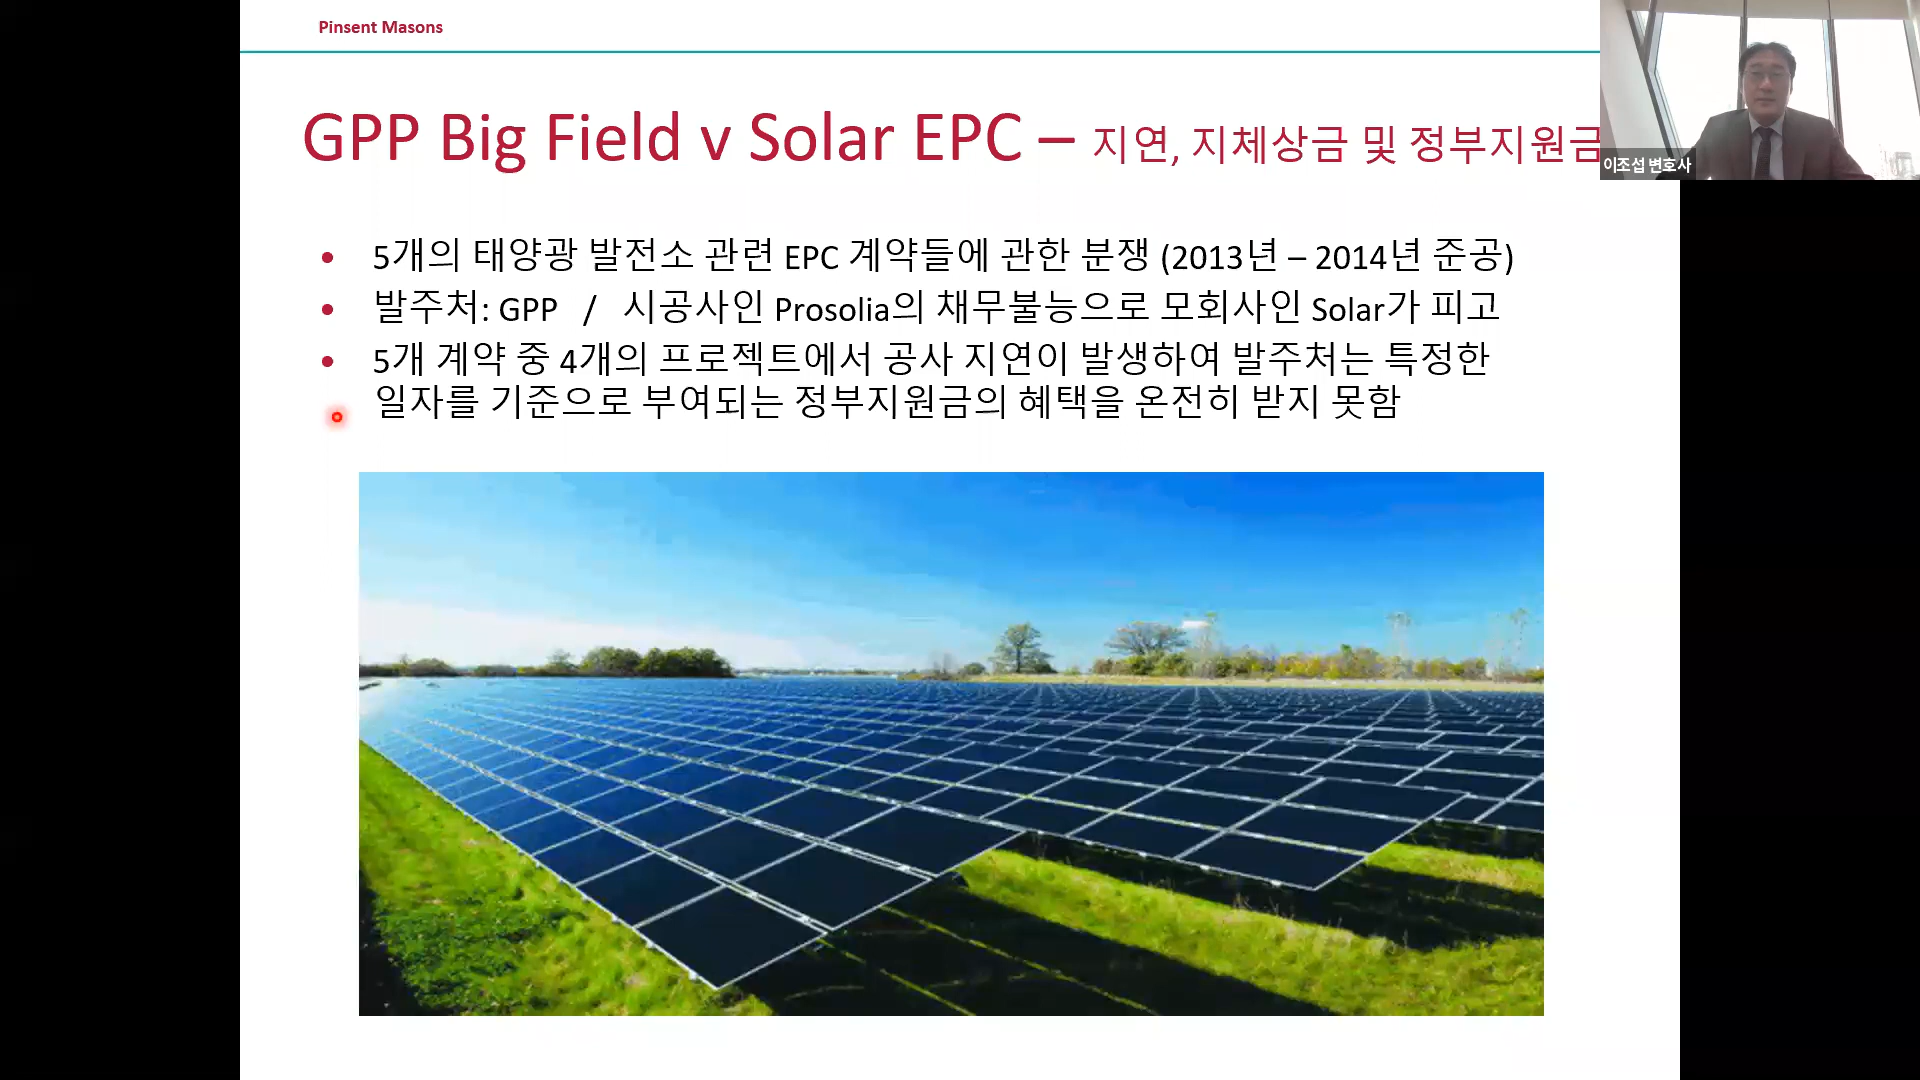 Pinsent Masons
GPP Big Field v Solar EPC – 지연, 지체상금 및 정부지원금
이조섭 변호사
• 5개의 태양광 발전소 관련 EPC 계약들에 관한 분쟁 (2013년 – 2014년 준공)
• 발주처: GPP / 시공사인 Prosolia의 채무불능으로 모회사인 Solar가 피고
• 5개 계약 중 4개의 프로젝트에서 공사 지연이 발생하여 발주처는 특정한
일자를 기준으로 부여되는 정부지원금의 혜택을 온전히 받지 못함